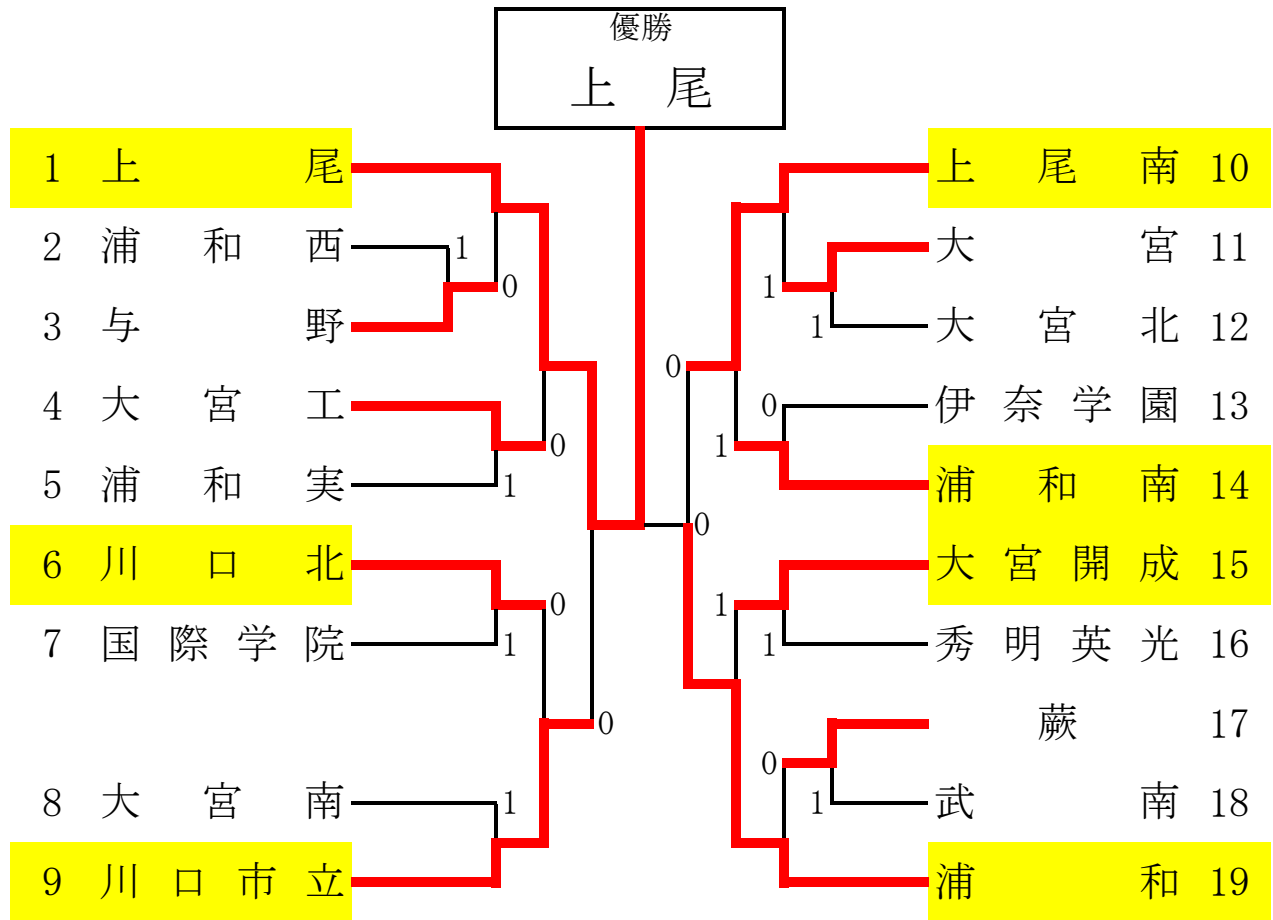 優勝
上尾
1 上尾
2 浦和西
3 与野
4 大宮工
5 浦和実
6 川口北
7 国際学院
8 大宮南
9 川口市立
1
0
0
1
0
1
0
1
0
上尾南 10
大宮 11
大宮北 12
伊奈学園 13
浦和南 14
大宮開成 15
秀明英光 16
蕨 17
武南 18
浦和 19
1
1
0
0
1
1
1
0
1